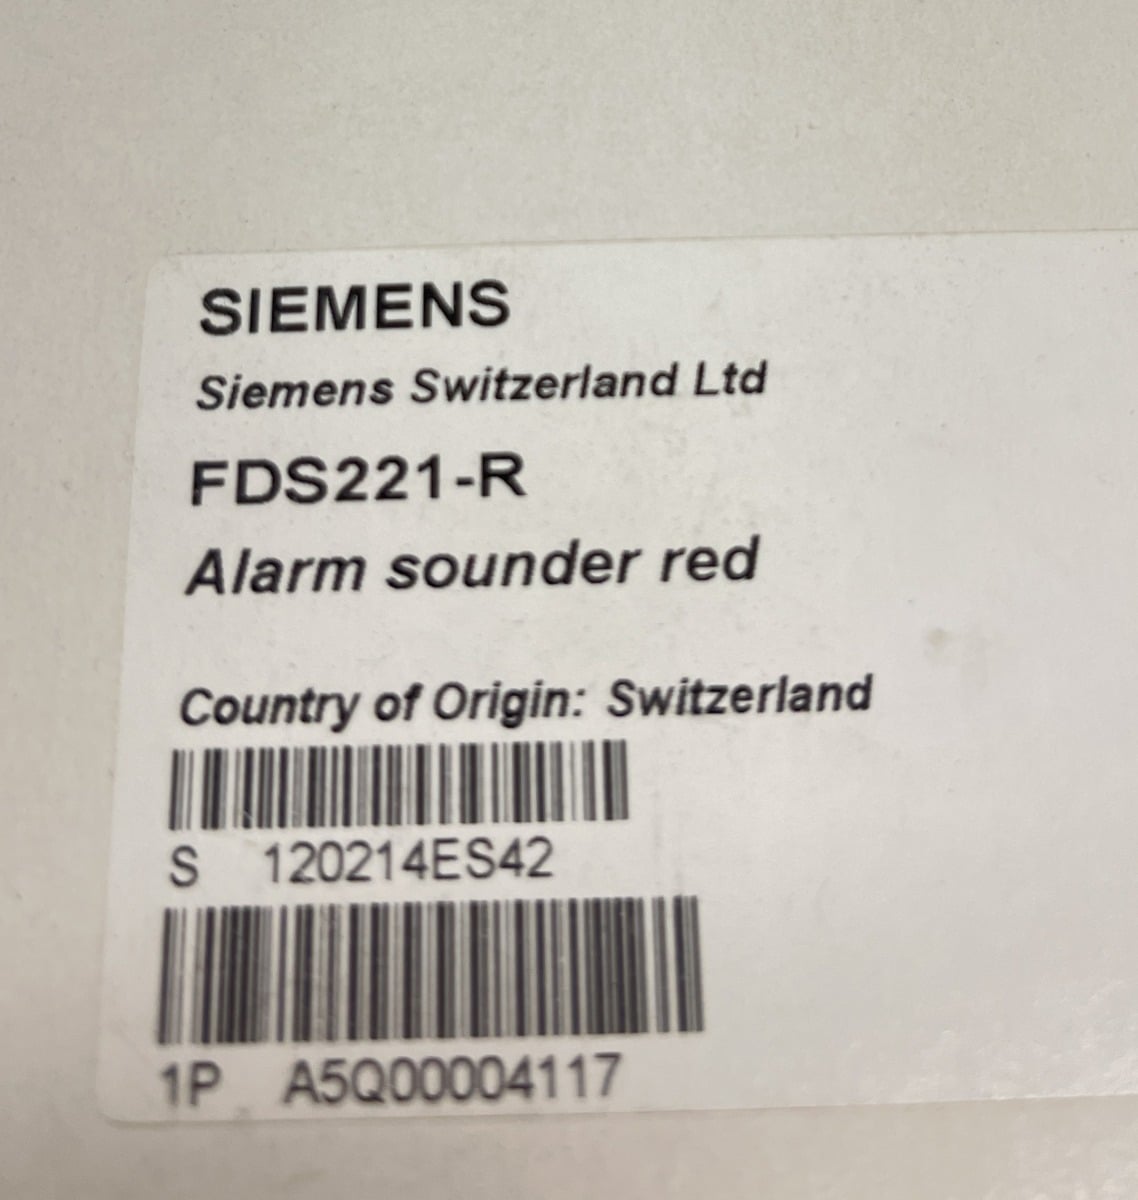 SIEMENS
Siemens Switzerland Ltd
FDS221-R
Alarm sounder red
Country of Origin: Switzerland
S 120214ES42
1P A5Q00004117